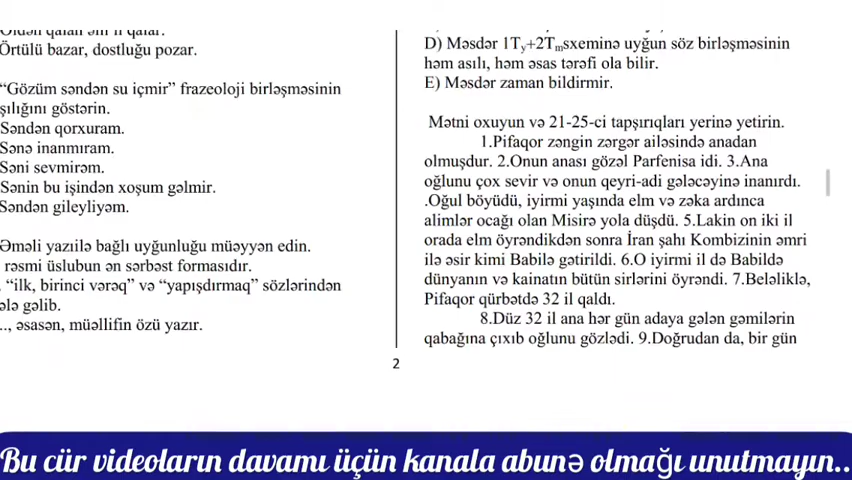 Örtülü bazar, dostluğu pozar.
“Gözüm səndən su içmir” frazeoloji birləşməsinin
şılığını göstərin.
Səndən qorxuram.
Sənə inanmıram.
Səni sevmirəm.
Sənin bu işindən xoşum gəlmir.
Səndən gileyliyəm.
Əməli yazıilə bağlı uyğunluğu müəyyən edin.
rəsmi üslubun ən sərbəst formasıdır.
. “ilk, birinci vərəq” və “yapışdırmaq” sözlərindən
ələ gəlib.
.., əsasən, müəllifin özü yazır.
D) Məsdər 1Ty+2Tmsxeminə uyğun söz birləşməsinin
həm asılı, həm əsas tərəfi ola bilir.
E) Məsdər zaman bildirmir.
Mətni oxuyun və 21-25-ci tapşırıqları yerinə yetirin.
1.Pifaqor zəngin zərgər ailəsində anadan
olmuşdur. 2.Onun anası gözəl Parfenisa idi. 3.Ana
oğlunu çox sevir və onun qeyri-adi gələcəyinə inanırdı.
.Oğul böyüdü, iyirmi yaşında elm və zəka ardınca
alimlər ocağı olan Misirə yola düşdü. 5.Lakin on iki il
orada elm öyrəndikdən sonra İran şahı Kombizinin əmri
ilə əsir kimi Babilə gətirildi. 6.O iyirmi il də Babildə
dünyanın və kainatın bütün sirlərini öyrəndi. 7.Beləliklə,
Pifaqor qürbətdə 32 il qaldı.
8.Düz 32 il ana hər gün adaya gələn gəmilərin
qabağına çıxıb oğlunu gözlədi. 9.Doğrudan da, bir gün
2
Bu cür videoların davamı üçün kanala abunə olmağı unutmayın..